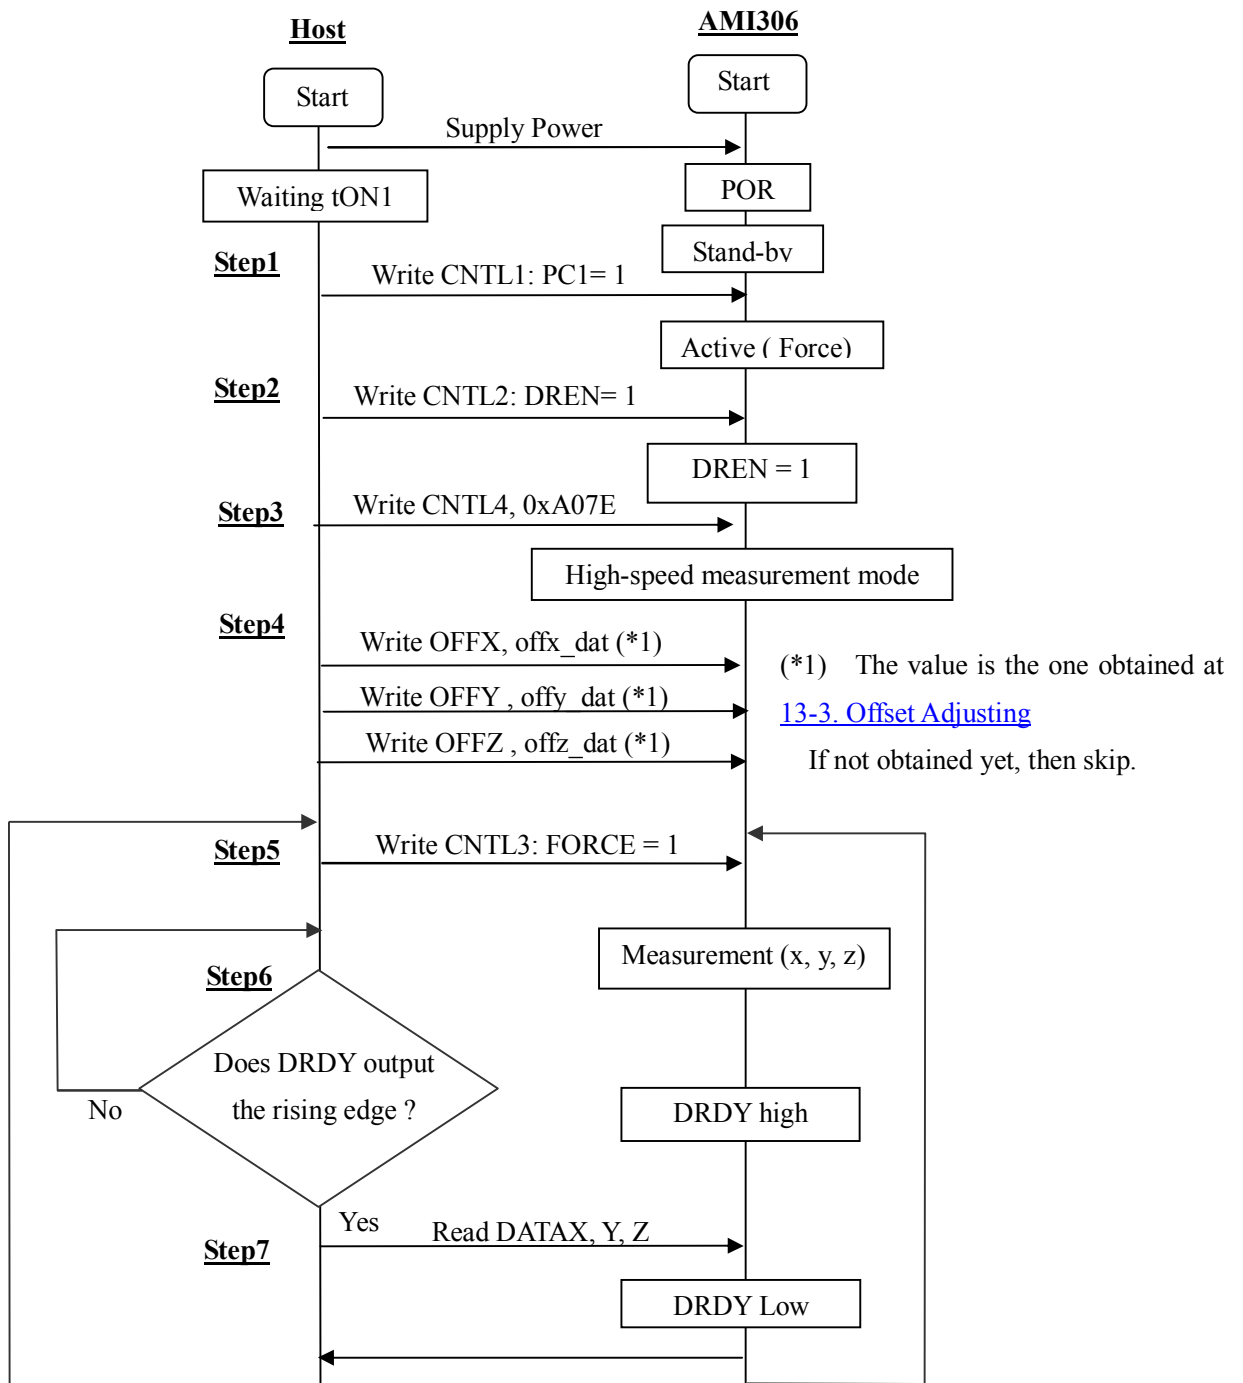 Host
AMI306
Start
Start
Supply Power
Waiting tON1
POR
Stand-by
Step1
Write CNTL1: PC1= 1
Active ( Force)
Step2
Write CNTL2: DREN= 1
DREN = 1
Step3
Write CNTL4, 0xA07E
High-speed measurement mode
Step4
Write OFFX, offx_dat (*1)
Write OFFY , offy_dat (*1)
Write OFFZ , offz_dat (*1)
(*1) The value is the one obtained at
13-3. Offset Adjusting
If not obtained yet, then skip.
Step5
Write CNTL3: FORCE = 1
Measurement (x, y, z)
Step6
Does DRDY output
the rising edge ?
No
DRDY high
Yes
Read DATAX, Y, Z
Step7
DRDY Low